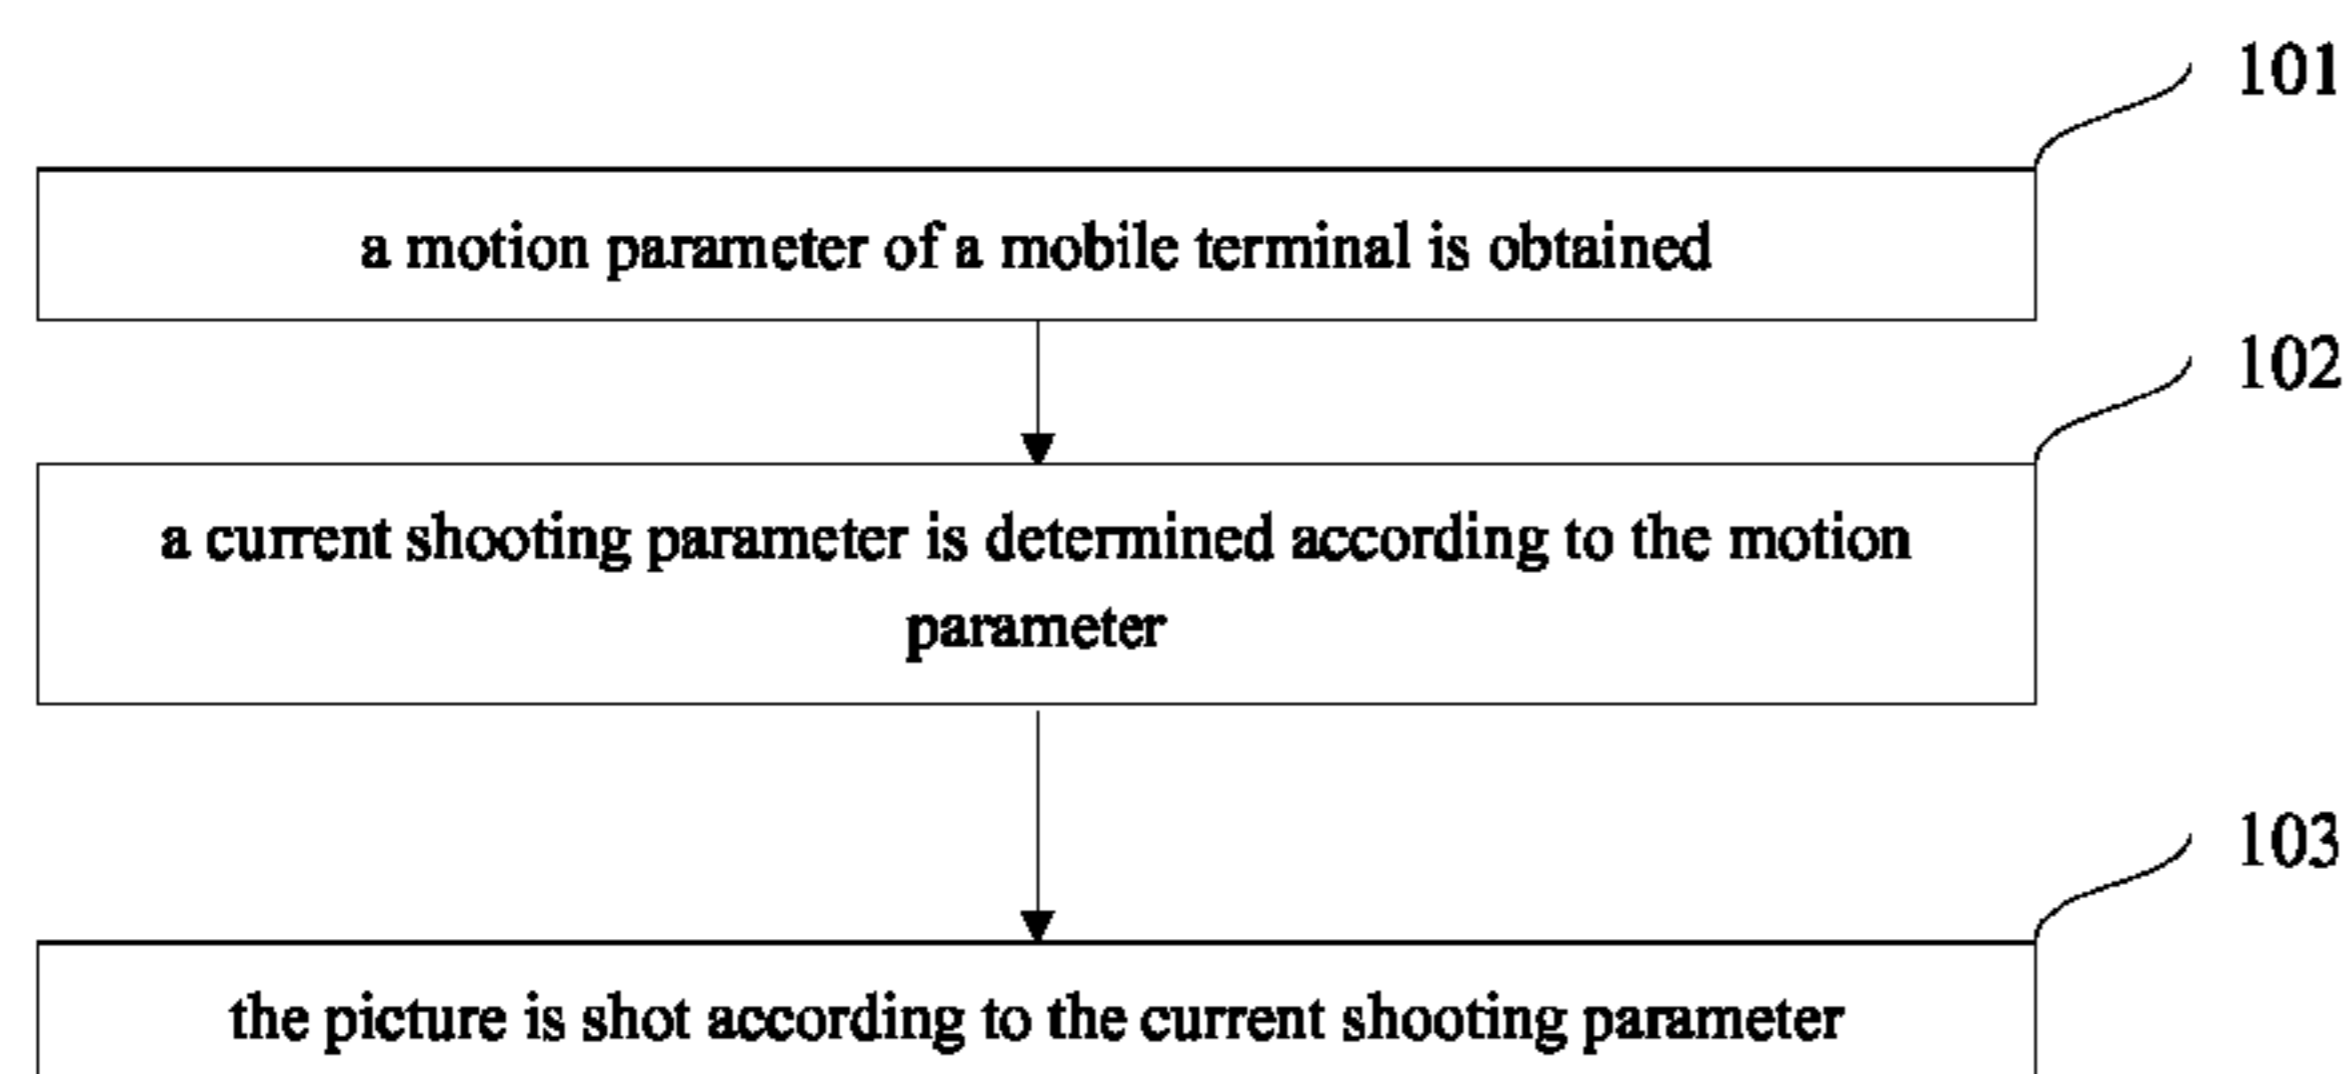 101
a motion parameter of a mobile terminal is obtained
102
a current shooting parameter is determined according to the motion
parameter
103
the picture is shot according to the current shooting parameter